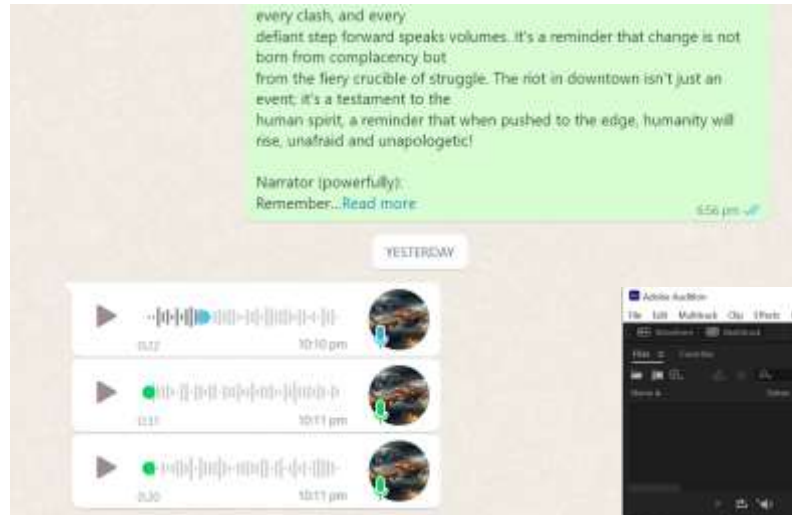 every clash, and every
defiant step forward speaks volumes. it's a reminder that change is not
born from complacency but
from the fiery crucible of struggle. The riot in downtown isn't just an
event; it's a testament to the
human spirit, a reminder that when pushed to the edge, humanity will
rise, unafraid and unapologetic!
Narrator (powerfully):
Remember...Read more
6:56 pm
YESTERDAY
10:10 pm
10:11 pm
0:20
10:11 pm
Adobe Audition
File Edit Multitrack Clip Effects
Files